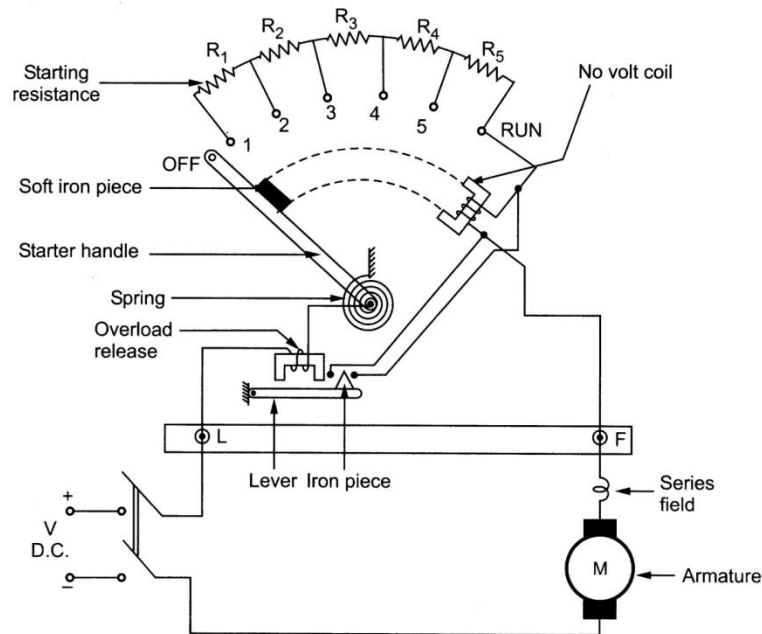 R1
R2
R3
R4
R5
Starting
resistance
No volt coil
1
2
3
4
5
RUN
OFF
Soft iron piece
Starter handle
Spring
Overload
release
L
F
Lever
Iron piece
Series
field
+
V
D.C.
–
M
Armature